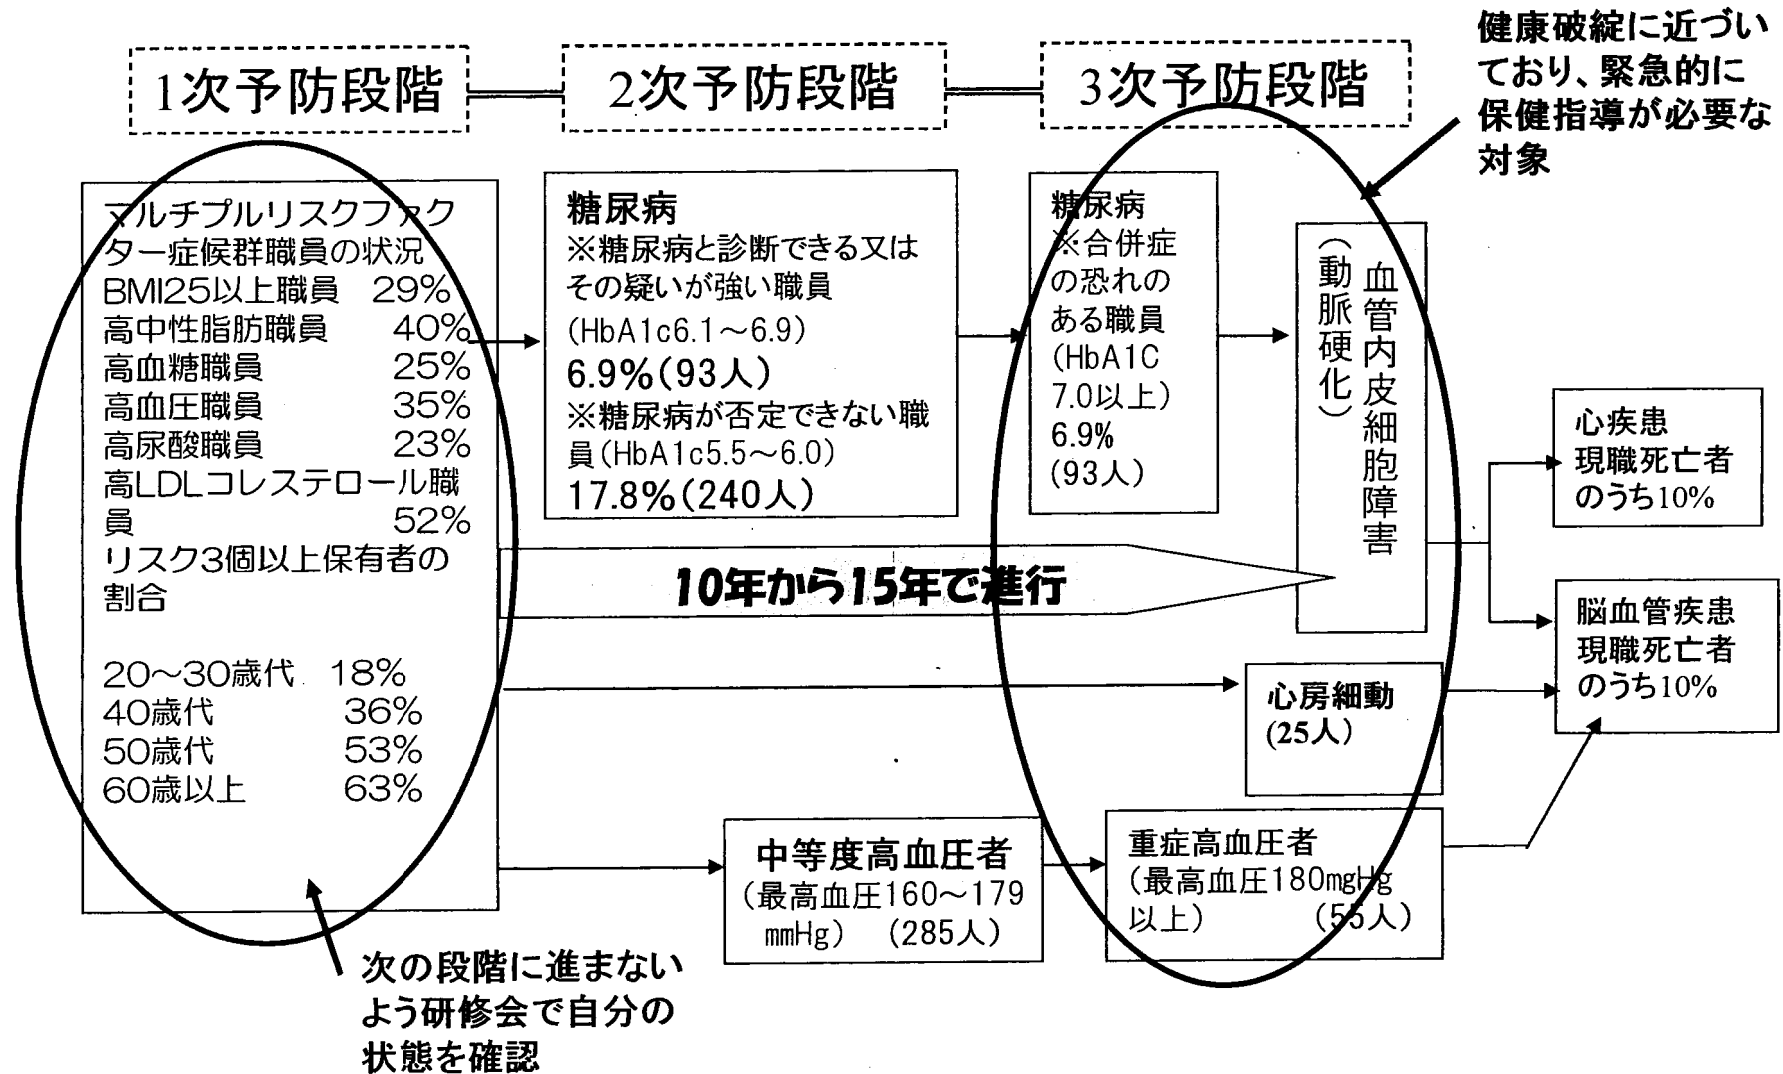 1次予防段階
2次予防段階
3次予防段階
健康破綻に近づい
ており、緊急的に
保健指導が必要な
対象
マルチプルリスクファク
ター症候群職員の状況
BMI25以上職員 29%
高中性脂肪職員 40%
高血糖職員 25%
高血圧職員 35%
高尿酸職員 23%
高LDLコレステロール職
員 52%
リスク3個以上保有者の
割合
20～30歳代 18%
40歳代 36%
50歳代 53%
60歳以上 63%
糖尿病
※糖尿病と診断できる又は
その疑いが強い職員
(HbA1c6.1～6.9)
6.9%(93人)
※糖尿病が否定できない職
員(HbA1c5.5～6.0)
17.8%(240人)
糖尿病
※合併症
の恐れの
ある職員
(HbA1C
7.0以上)
6.9%
(93人)
血管内皮細胞障害
(動脈硬化)
心疾患
現職死亡者
のうち10%
10年から15年で進行
脳血管疾患
現職死亡者
のうち10%
心房細動
(25人)
中等度高血圧者
(最高血圧160～179
mmHg) (285人)
重症高血圧者
(最高血圧180mgHg
以上) (55人)
次の段階に進まない
よう研修会で自分の
状態を確認